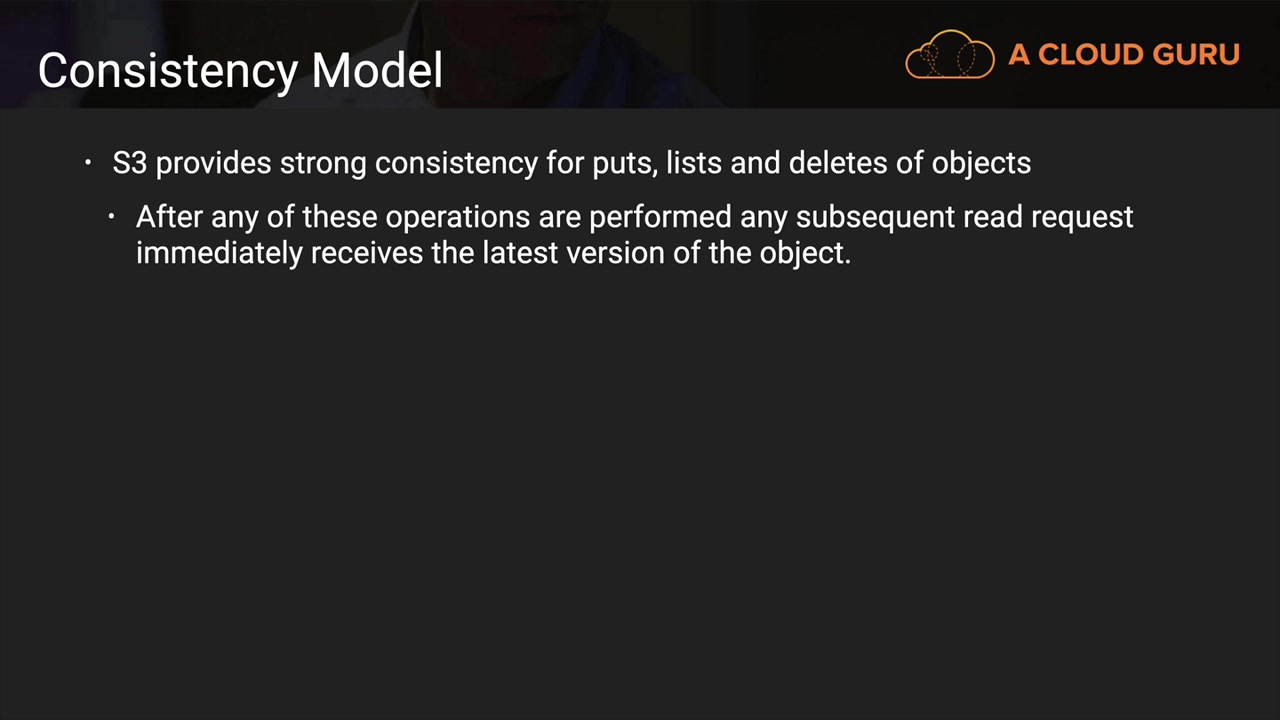 Consistency Model
A CLOUD GURU
• S3 provides strong consistency for puts, lists and deletes of objects
• After any of these operations are performed any subsequent read request
immediately receives the latest version of the object.